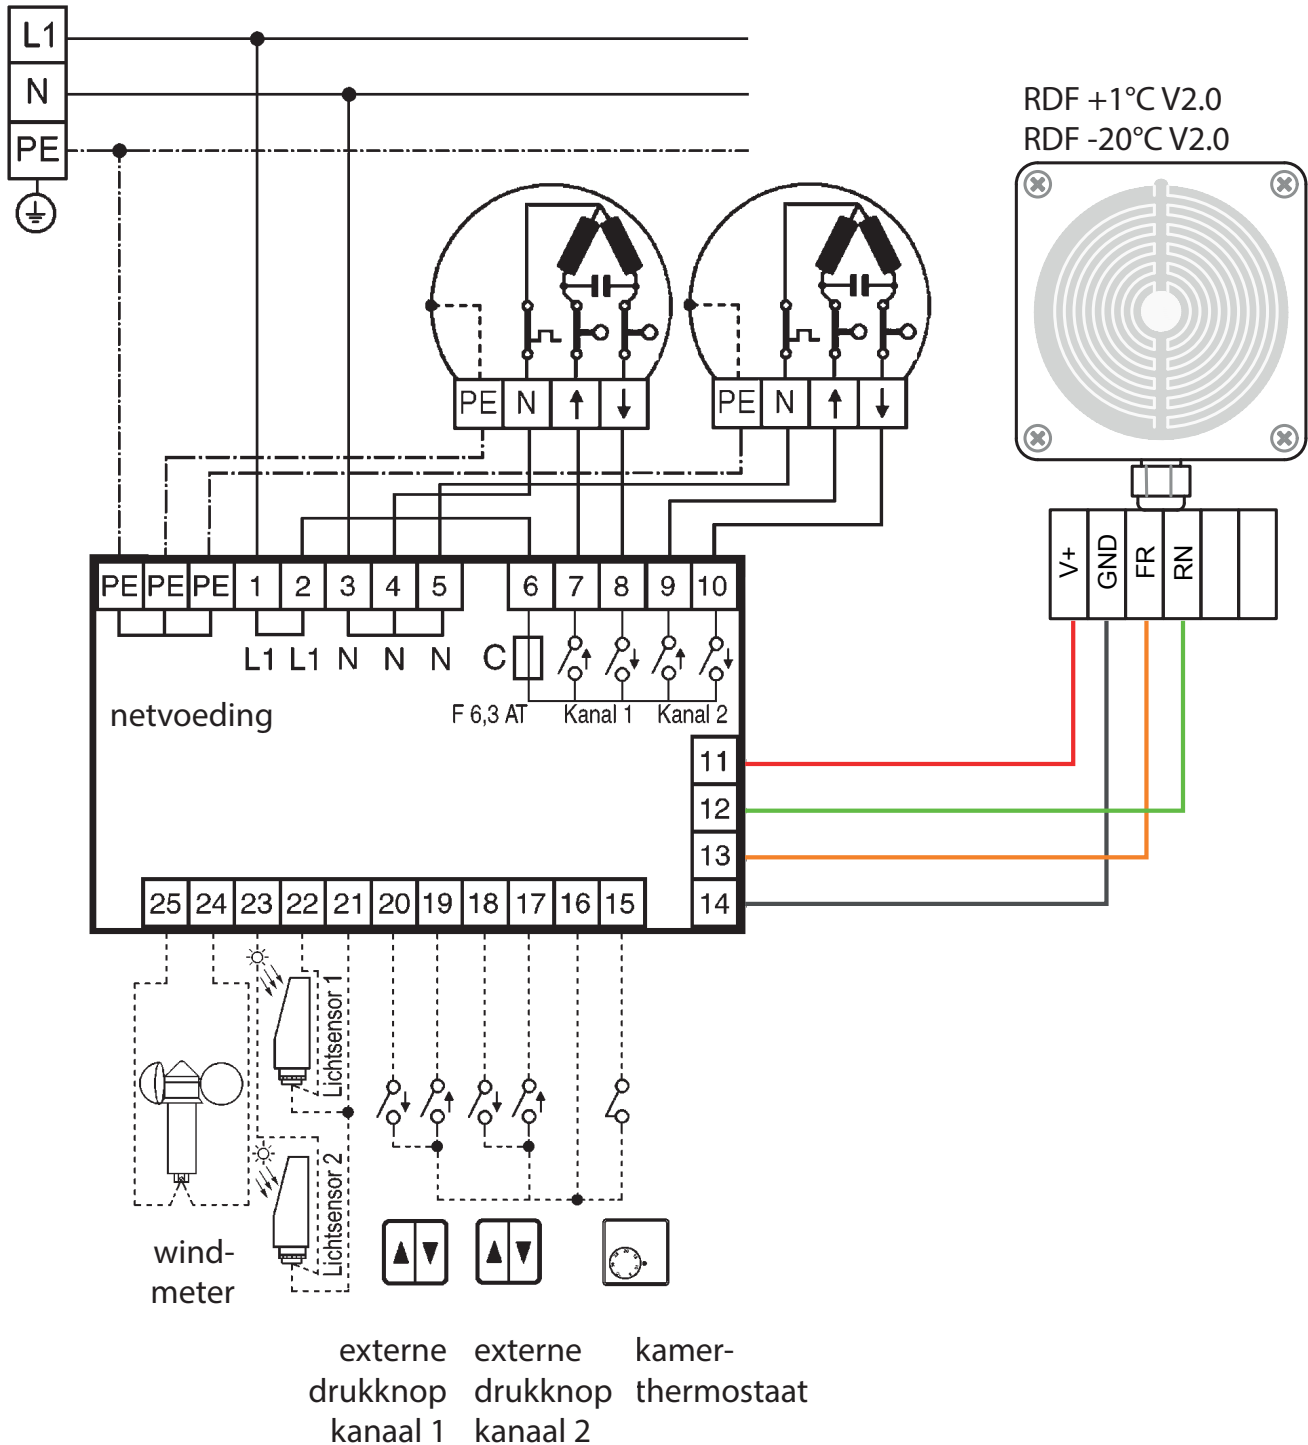 L1
N
PE
RDF +1°C V2.0
RDF -20°C V2.0
PE N ↑ ↓
PE N ↑ ↓
V+ GND FR RN
PE PE PE 1 2 3 4 5 6 7 8 9 10
L1 L1 N N N C
F 6,3 AT Kanal 1 Kanal 2
netvoeding
11
12
13
14
25 24 23 22 21 20 19 18 17 16 15
Lichtsensor 1
Lichtsensor 2
wind-
meter
externe
drukknop
kanaal 1
externe
drukknop
kanaal 2
kamer-
thermostaat